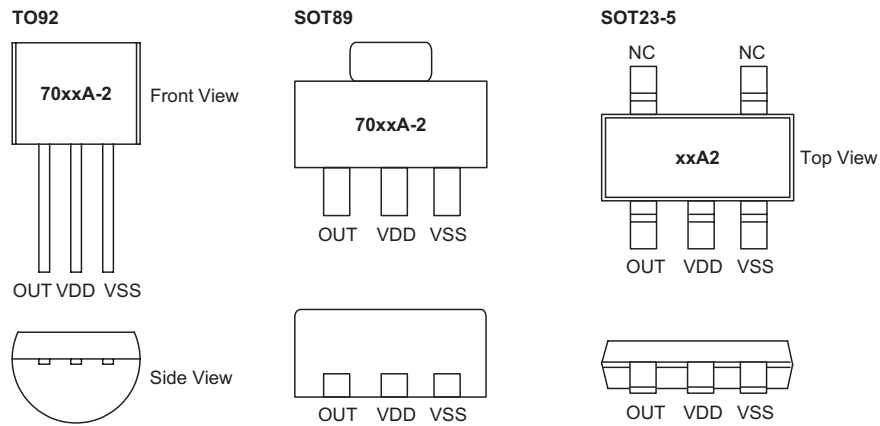 TO92
SOT89
SOT23-5
NC NC
70xxA-2
Front View
70xxA-2
xxA2
Top View
OUT VDD VSS
OUT VDD VSS
OUT VDD VSS
Side View
OUT VDD VSS
OUT VDD VSS